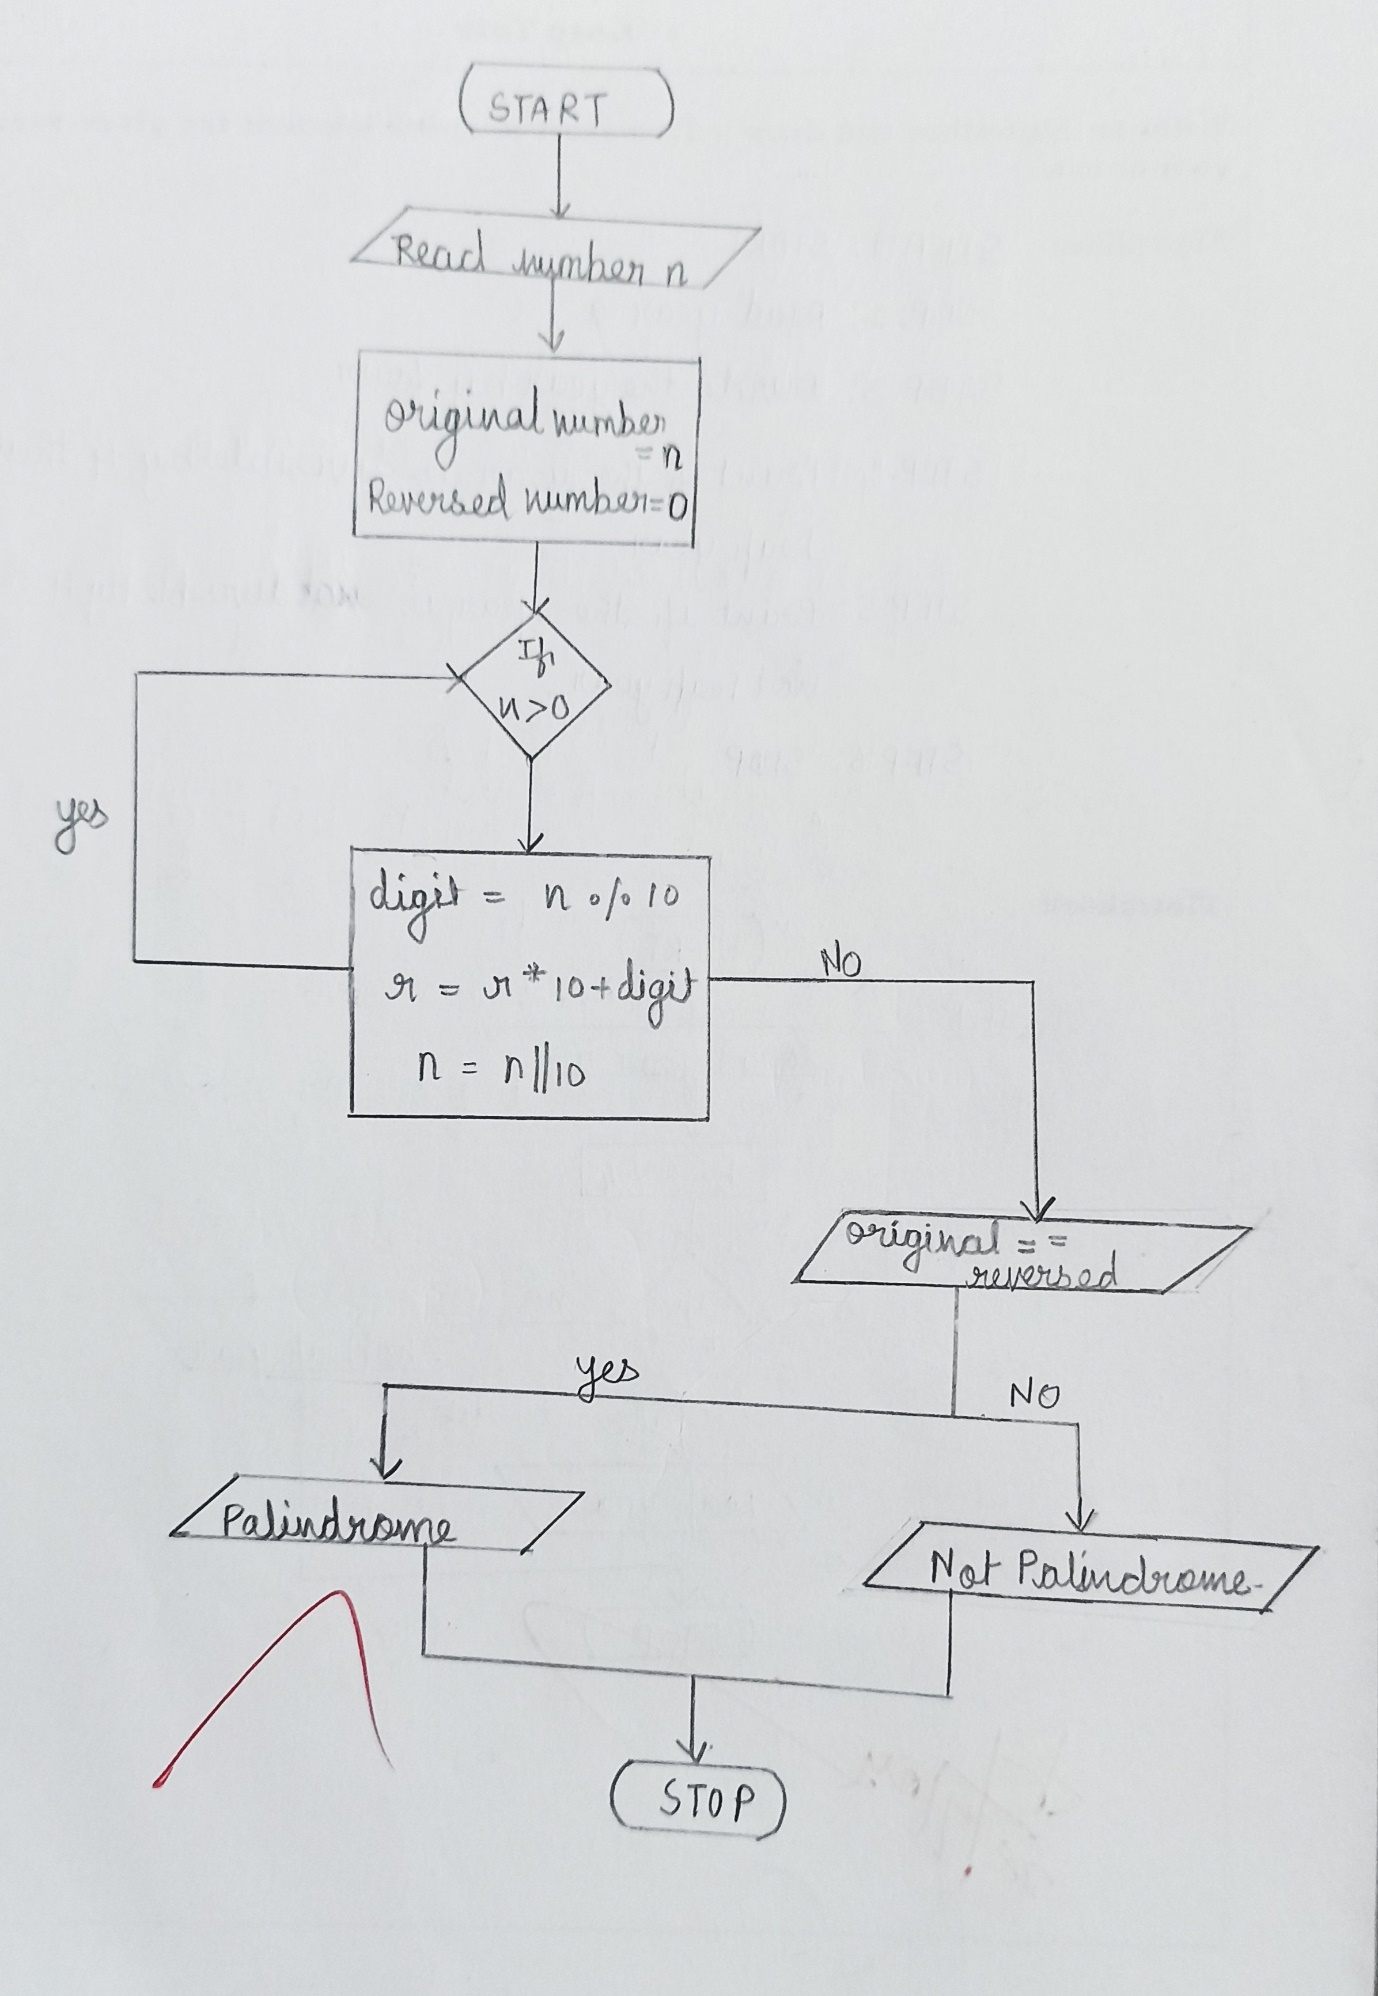 START
Read number n
original number
= n
Reversed number=0
If
n>0
yes
digit = n % 10
r = r*10+digit
n = n//10
NO
original ==
reversed
yes
NO
Palindrome
Not Palindrome-
STOP